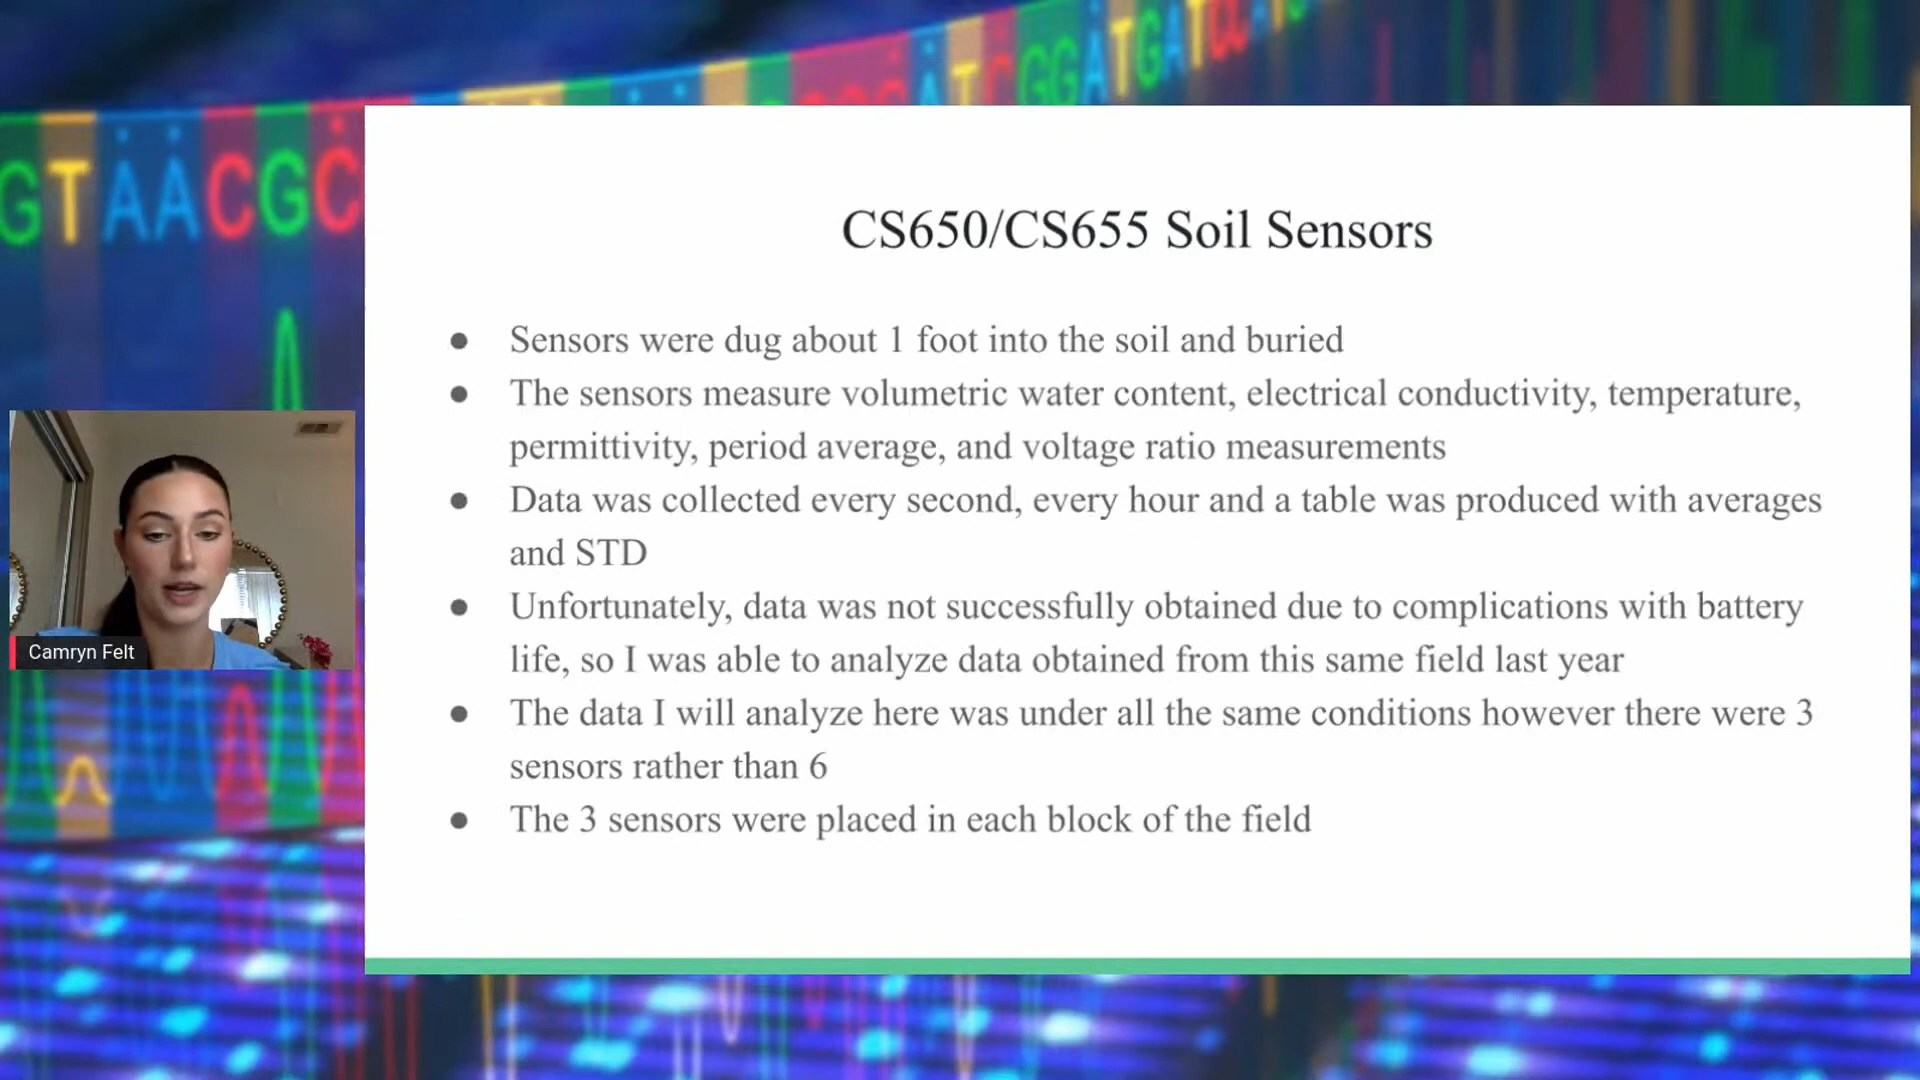 GTAACGC
ATCGGATGATCC
CS650/CS655 Soil Sensors
● Sensors were dug about 1 foot into the soil and buried
● The sensors measure volumetric water content, electrical conductivity, temperature,
permittivity, period average, and voltage ratio measurements
● Data was collected every second, every hour and a table was produced with averages
and STD
● Unfortunately, data was not successfully obtained due to complications with battery
life, so I was able to analyze data obtained from this same field last year
● The data I will analyze here was under all the same conditions however there were 3
sensors rather than 6
● The 3 sensors were placed in each block of the field
Camryn Felt